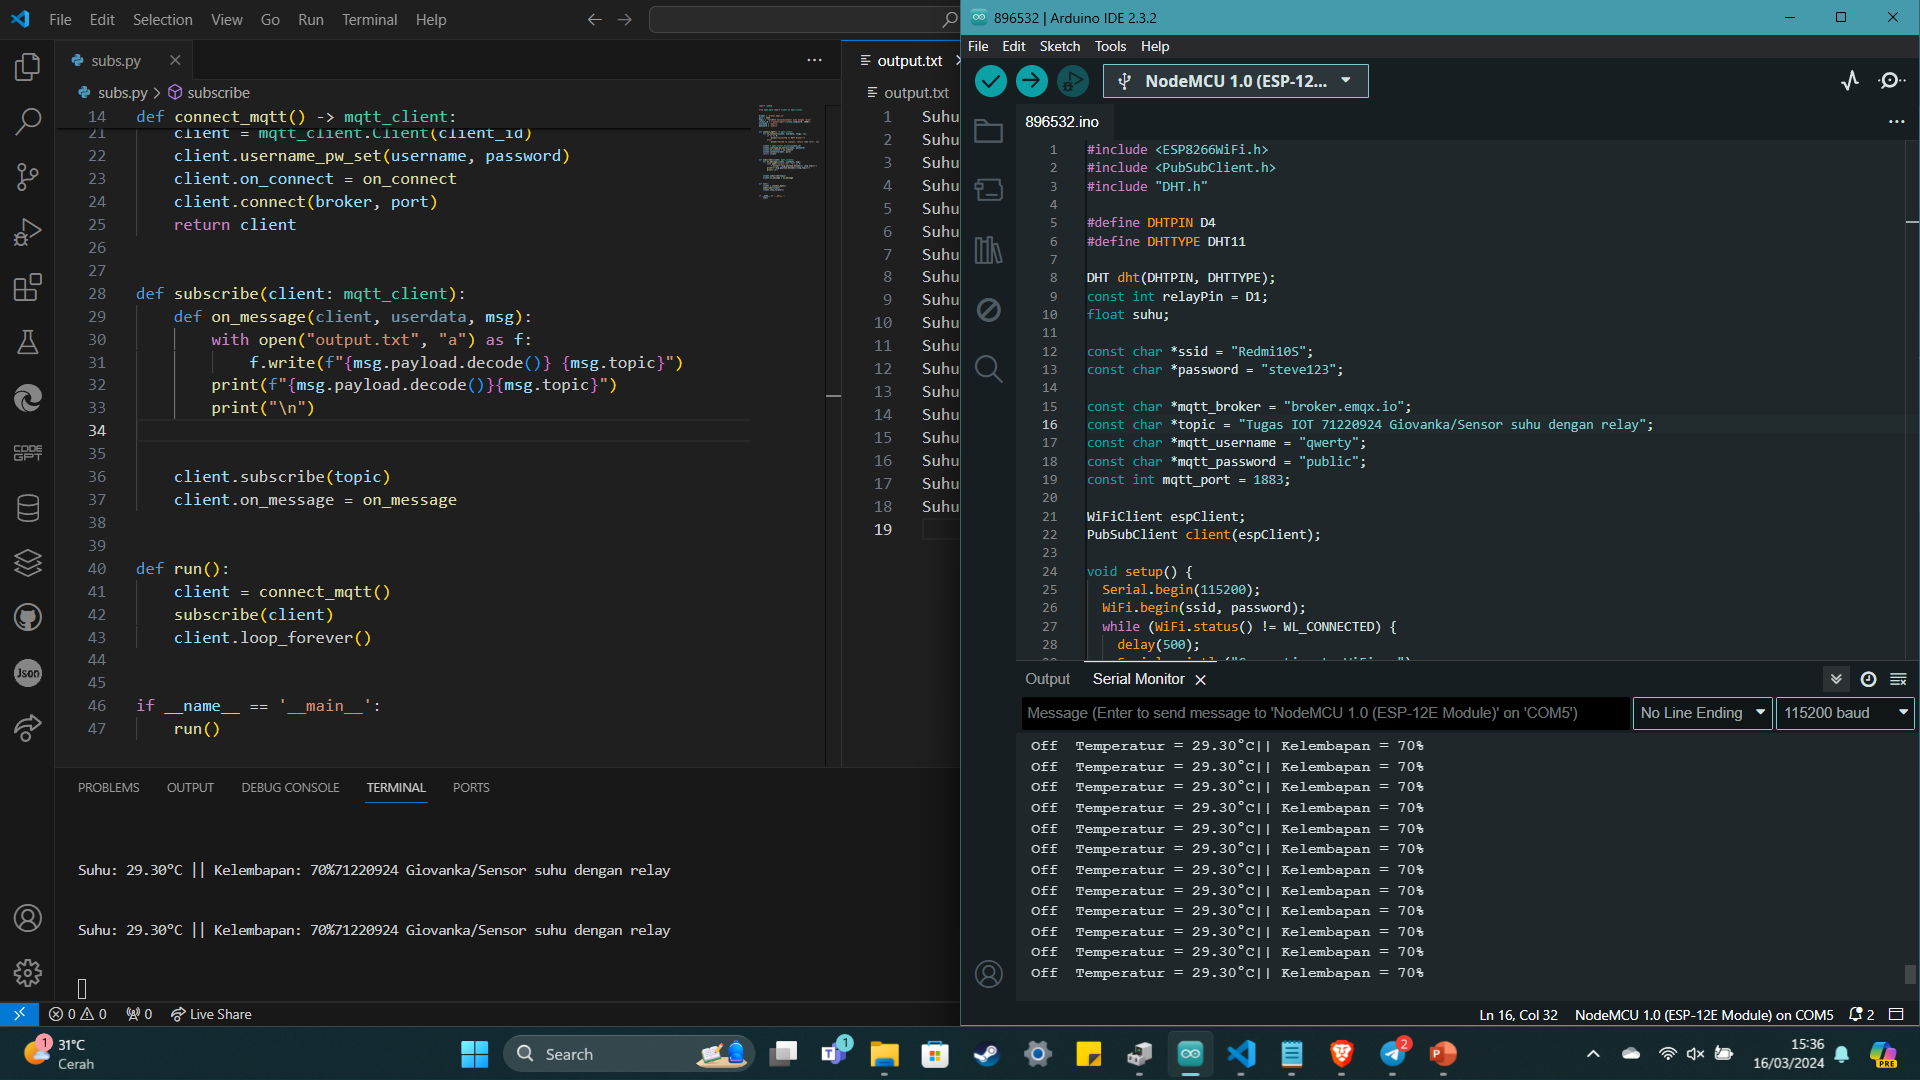 File Edit Selection View Go Run Terminal Help
subs.py
output.txt
subs.py > subscribe
output.txt
14 def connect_mqtt() -> mqtt_client:
21 client = mqtt_client.Client(client_id)
22 client.username_pw_set(username, password)
23 client.on_connect = on_connect
24 client.connect(broker, port)
25 return client
26
27
28 def subscribe(client: mqtt_client):
29 def on_message(client, userdata, msg):
30 with open("output.txt", "a") as f:
31 f.write(f"{msg.payload.decode()} {msg.topic}")
32 print(f"{msg.payload.decode()}{msg.topic}")
33 print("\n")
34
35
36 client.subscribe(topic)
37 client.on_message = on_message
38
39
40 def run():
41 client = connect_mqtt()
42 subscribe(client)
43 client.loop_forever()
44
45
46 if __name__ == '__main__':
47 run()
1 Suhu
2 Suhu
3 Suhu
4 Suhu
5 Suhu
6 Suhu
7 Suhu
8 Suhu
9 Suhu
10 Suhu
11 Suhu
12 Suhu
13 Suhu
14 Suhu
15 Suhu
16 Suhu
17 Suhu
18 Suhu
19
PROBLEMS OUTPUT DEBUG CONSOLE TERMINAL PORTS
Suhu: 29.30°C || Kelembapan: 70%71220924 Giovanka/Sensor suhu dengan relay
Suhu: 29.30°C || Kelembapan: 70%71220924 Giovanka/Sensor suhu dengan relay
CODE
GPT
Json
0 0 0 Live Share
896532 | Arduino IDE 2.3.2
File Edit Sketch Tools Help
NodeMCU 1.0 (ESP-12...
896532.ino
1 #include <ESP8266WiFi.h>
2 #include <PubSubClient.h>
3 #include "DHT.h"
4
5 #define DHTPIN D4
6 #define DHTTYPE DHT11
7
8 DHT dht(DHTPIN, DHTTYPE);
9 const int relayPin = D1;
10 float suhu;
11
12 const char *ssid = "Redmi10S";
13 const char *password = "steve123";
14
15 const char *mqtt_broker = "broker.emqx.io";
16 const char *topic = "Tugas IOT 71220924 Giovanka/Sensor suhu dengan relay";
17 const char *mqtt_username = "qwerty";
18 const char *mqtt_password = "public";
19 const int mqtt_port = 1883;
20
21 WiFiClient espClient;
22 PubSubClient client(espClient);
23
24 void setup() {
25 Serial.begin(115200);
26 WiFi.begin(ssid, password);
27 while (WiFi.status() != WL_CONNECTED) {
28 delay(500);
Output Serial Monitor
Message (Enter to send message to 'NodeMCU 1.0 (ESP-12E Module)' on 'COM5')
No Line Ending
115200 baud
Off Temperatur = 29.30°C|| Kelembapan = 70%
Off Temperatur = 29.30°C|| Kelembapan = 70%
Off Temperatur = 29.30°C|| Kelembapan = 70%
Off Temperatur = 29.30°C|| Kelembapan = 70%
Off Temperatur = 29.30°C|| Kelembapan = 70%
Off Temperatur = 29.30°C|| Kelembapan = 70%
Off Temperatur = 29.30°C|| Kelembapan = 70%
Off Temperatur = 29.30°C|| Kelembapan = 70%
Off Temperatur = 29.30°C|| Kelembapan = 70%
Off Temperatur = 29.30°C|| Kelembapan = 70%
Off Temperatur = 29.30°C|| Kelembapan = 70%
Off Temperatur = 29.30°C|| Kelembapan = 70%
Ln 16, Col 32 NodeMCU 1.0 (ESP-12E Module) on COM5 2
1
31°C
Cerah
Search
1
2
15:36
16/03/2024
PRE